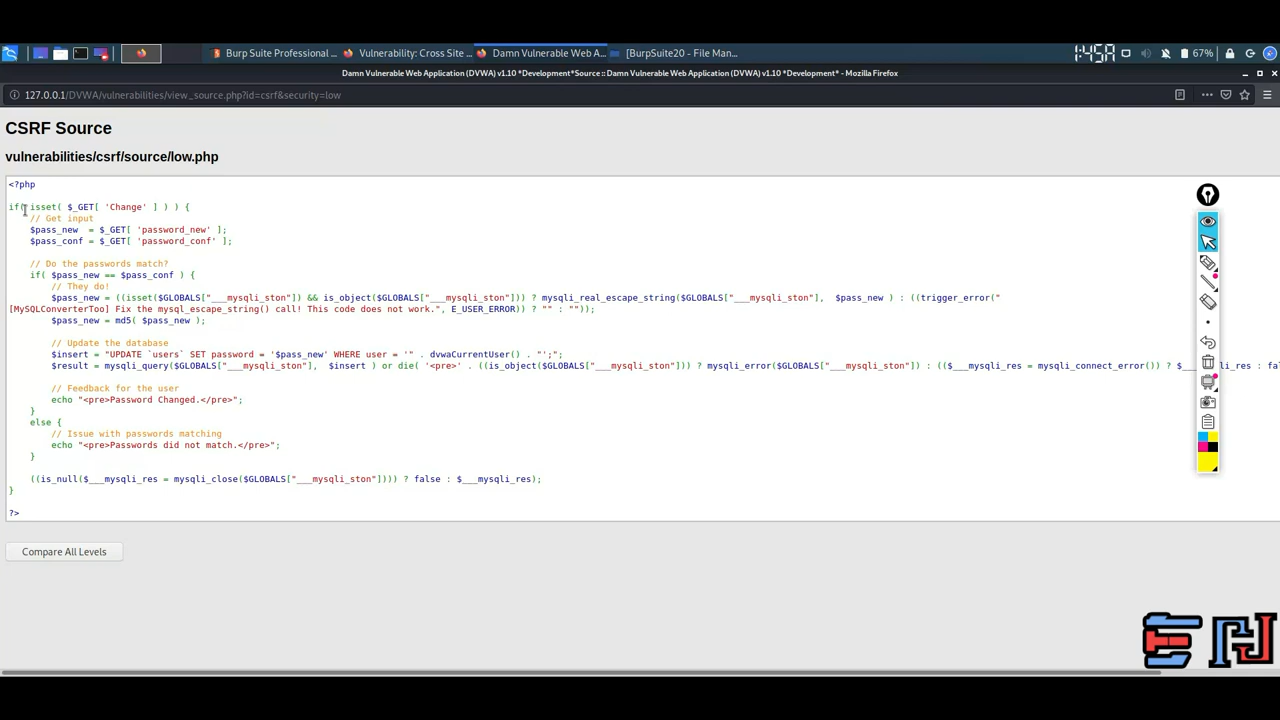 Burp Suite Professional ...
Vulnerability: Cross Site ...
Damn Vulnerable Web A...
[BurpSuite20 - File Man...
67%
Damn Vulnerable Web Application (DVWA) v1.10 *Development*Source :: Damn Vulnerable Web Application (DVWA) v1.10 *Development* - Mozilla Firefox
127.0.0.1/DVWA/vulnerabilities/view_source.php?id=csrf&security=low
CSRF Source
vulnerabilities/csrf/source/low.php
<?php
if( isset( $_GET[ 'Change' ] ) ) {
// Get input
$pass_new  = $_GET[ 'password_new' ];
$pass_conf = $_GET[ 'password_conf' ];
// Do the passwords match?
if( $pass_new == $pass_conf ) {
// They do!
$pass_new = ((isset($GLOBALS["___mysqli_ston"]) && is_object($GLOBALS["___mysqli_ston"])) ? mysqli_real_escape_string($GLOBALS["___mysqli_ston"],  $pass_new ) : ((trigger_error("
[MySQLConverterToo] Fix the mysql_escape_string() call! This code does not work.", E_USER_ERROR)) ? "" : ""));
$pass_new = md5( $pass_new );
// Update the database
$insert = "UPDATE `users` SET password = '$pass_new' WHERE user = '" . dvwaCurrentUser() . "';";
$result = mysqli_query($GLOBALS["___mysqli_ston"],  $insert ) or die( '<pre>' . ((is_object($GLOBALS["___mysqli_ston"])) ? mysqli_error($GLOBALS["___mysqli_ston"]) : (($___mysqli_res = mysqli_connect_error()) ? $___mysqli_res : fal
// Feedback for the user
echo "<pre>Password Changed.</pre>";
}
else {
// Issue with passwords matching
echo "<pre>Passwords did not match.</pre>";
}
((is_null($___mysqli_res = mysqli_close($GLOBALS["___mysqli_ston"]))) ? false : $___mysqli_res);
}
?>
Compare All Levels